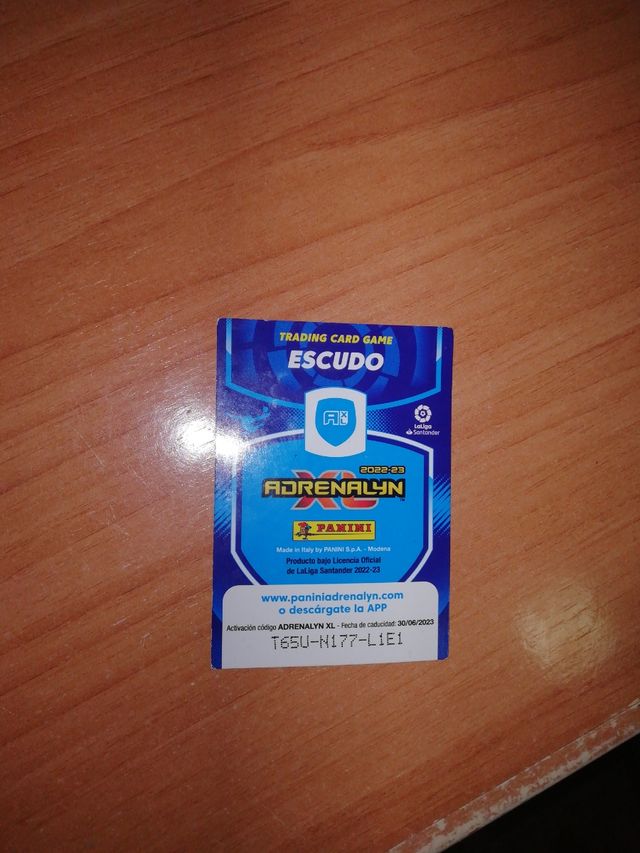 TRADING CARD GAME
ESCUDO
AXL
LaLiga
Santander
2022-23
ADRENALYN
XL™
PANINI
Made in Italy by PANINI S.p.A. - Modena
Producto bajo Licencia Oficial
de LaLiga Santander 2022-23
www.paniniadrenalyn.com
o descárgate la APP
Activación código ADRENALYN XL - Fecha de caducidad: 30/06/2023
T65U-N177-L1E1